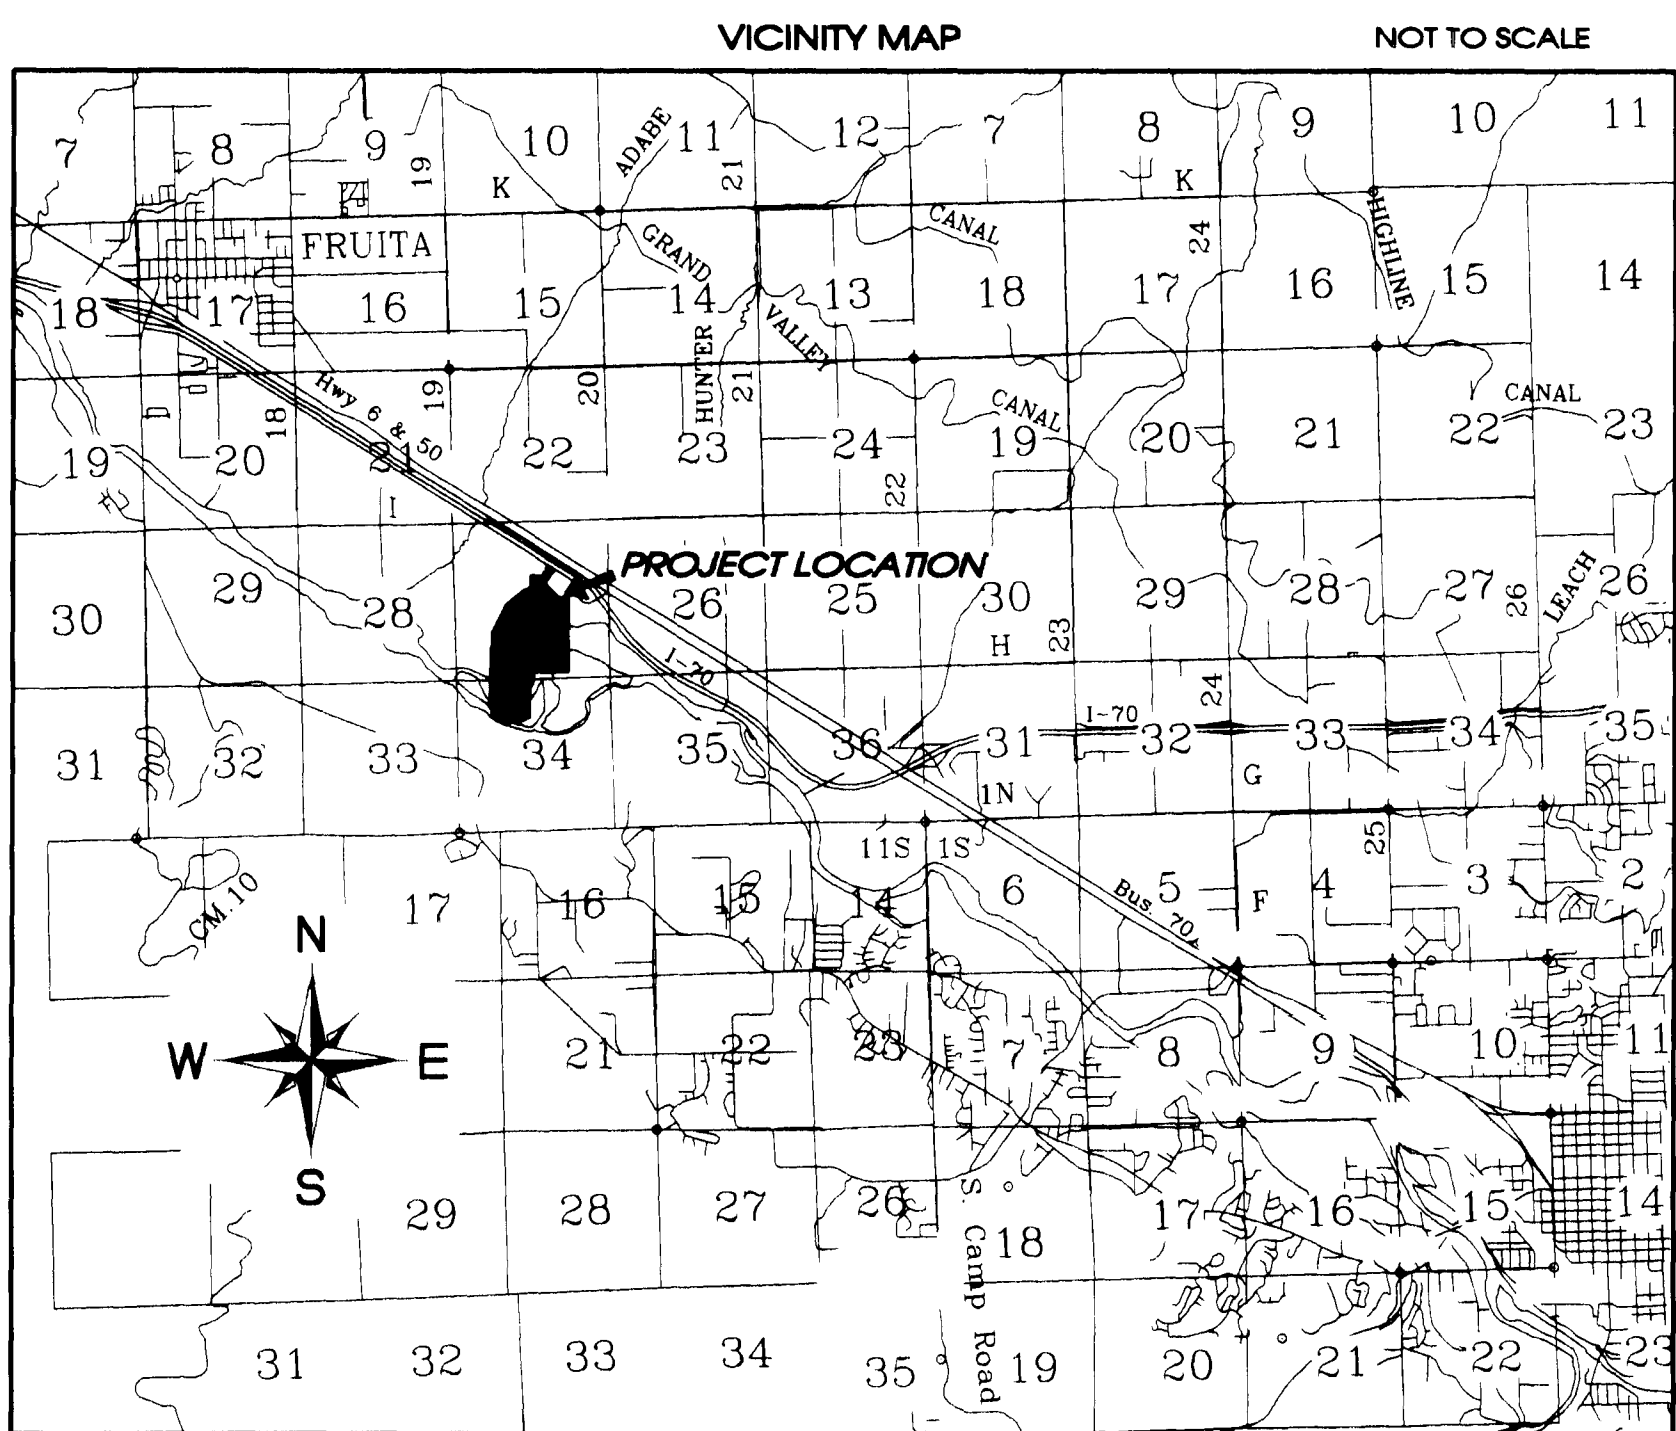 VICINITY MAP
NOT TO SCALE
7 8 9 10 11 12 7 8 9 10 11
19 K ADABE 21 K
FRUITA
GRAND CANAL 24 HIGHLINE
18 17 16 15 14 13 18 17 16 15 14
HUNTER VALLEY
Hwy 6 & 50
18 19 20 21
CANAL CANAL
19 20 21 22 23 24 19 20 21 22 23
I 22
PROJECT LOCATION
30 29 28 26 25 30 29 28 27 26
H 23 26 LEACH
I-70
24
I-70
31 32 33 34 35 36 31 32 33 34 35
1N G
11S 1S 25
CM. 10
17 16 15 14 6 5 4 3 2
Bus. 70 F
N
W E
S
21 22 23 7 8 9 10 11
29 28 27 26 18 17 16 15 14
S. Camp Road
31 32 33 34 35 19 20 21 22 23